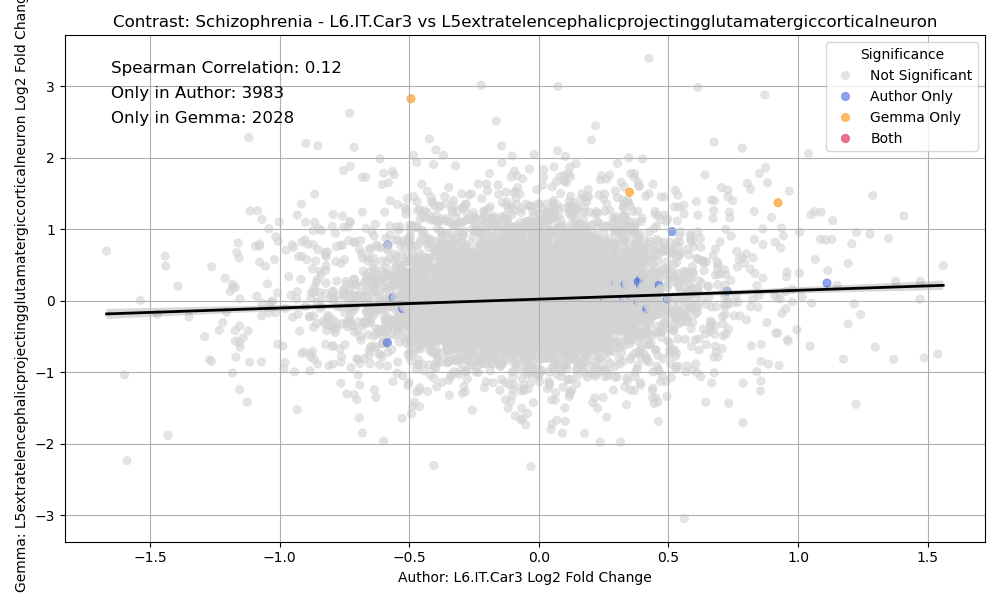 Contrast: Schizophrenia - L6.IT.Car3 vs L5extratelencephalicprojectingglutamatergiccorticalneuron
Gemma: L5extratelencephalicprojectingglutamatergiccorticalneuron Log2 Fold Chang
Spearman Correlation: 0.12
Only in Author: 3983
Only in Gemma: 2028
Significance
Not Significant
Author Only
Gemma Only
Both
3
2
1
0
−1
−2
−3
−1.5
−1.0
−0.5
0.0
0.5
1.0
1.5
Author: L6.IT.Car3 Log2 Fold Change